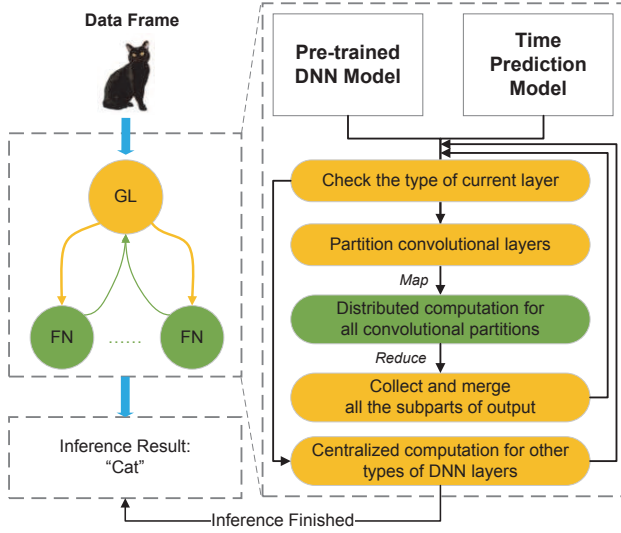 Data Frame
GL
FN
......
FN
Inference Result:
“Cat”
Pre-trained
DNN Model
Time
Prediction
Model
Check the type of current layer
Partition convolutional layers
Map
Distributed computation for
all convolutional partitions
Reduce
Collect and merge
all the subparts of output
Centralized computation for other
types of DNN layers
Inference Finished